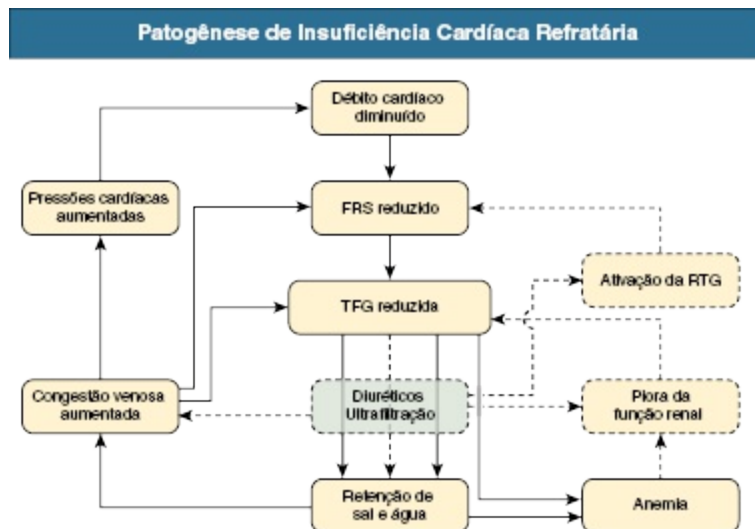 Patogênese de Insuficiência Cardíaca Refratária
Débito cardíaco
diminuído
Pressões cardíacas
aumentadas
FRS reduzido
Ativação da RTG
TFG reduzida
Congestão venosa
aumentada
Diuréticos
Ultrafiltração
Piora da
função renal
Retenção de
sal e água
Anemia